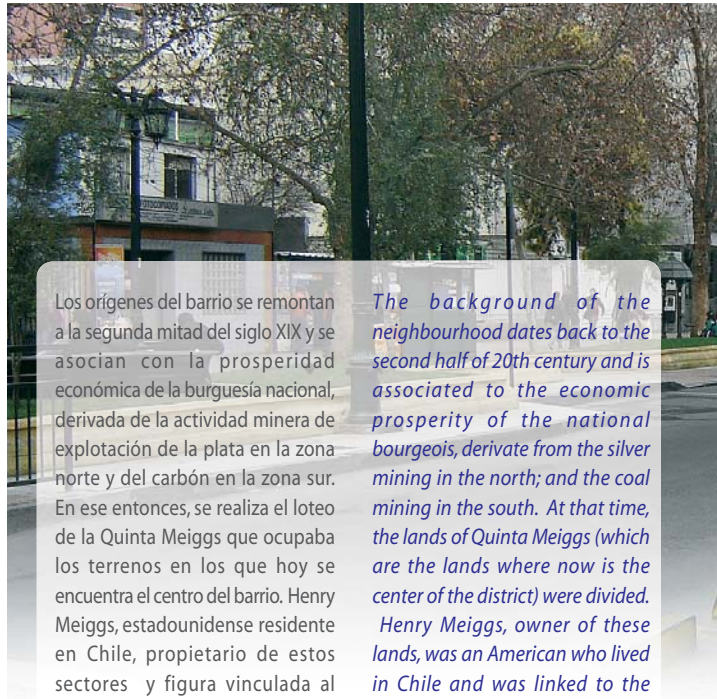 Los orígenes del barrio se remontan
a la segunda mitad del siglo XIX y se
asocian con la prosperidad
económica de la burguesía nacional,
derivada de la actividad minera de
explotación de la plata en la zona
norte y del carbón en la zona sur.
En ese entonces, se realiza el loteo
de la Quinta Meiggs que ocupaba
los terrenos en los que hoy se
encuentra el centro del barrio. Henry
Meiggs, estadounidense residente
en Chile, propietario de estos
sectores y figura vinculada al
The background of the
neighbourhood dates back to the
second half of 20th century and is
associated to the economic
prosperity of the national
bourgeois, derivate from the silver
mining in the north; and the coal
mining in the south. At that time,
the lands of Quinta Meiggs (which
are the lands where now is the
center of the district) were divided.
Henry Meiggs, owner of these
lands, was an American who lived
in Chile and was linked to the